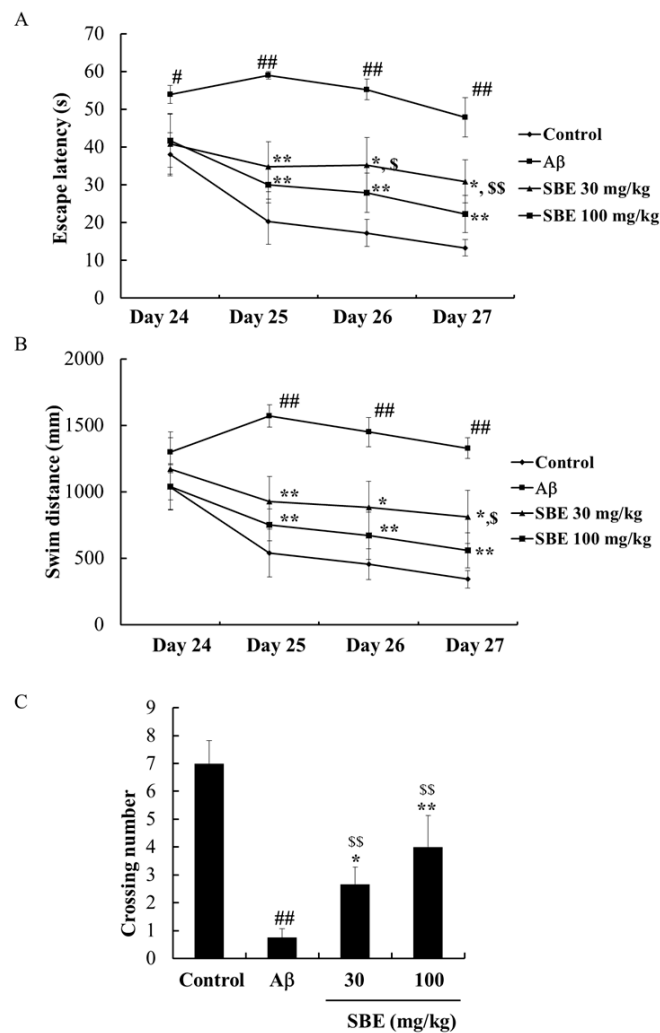 A
70
60
50
40
30
20
10
0
Escape latency (s)
#
##
##
##
**
*, $
*, $$
**
**
**
Control
Aβ
SBE 30 mg/kg
SBE 100 mg/kg
Day 24 Day 25 Day 26 Day 27
B
2000
1500
1000
500
0
Swim distance (mm)
##
##
##
**
*
*,$
**
**
**
Control
Aβ
SBE 30 mg/kg
SBE 100 mg/kg
Day 24 Day 25 Day 26 Day 27
C
9
8
7
6
5
4
3
2
1
0
Crossing number
##
$$
*
$$
**
Control Aβ 30 100
SBE (mg/kg)